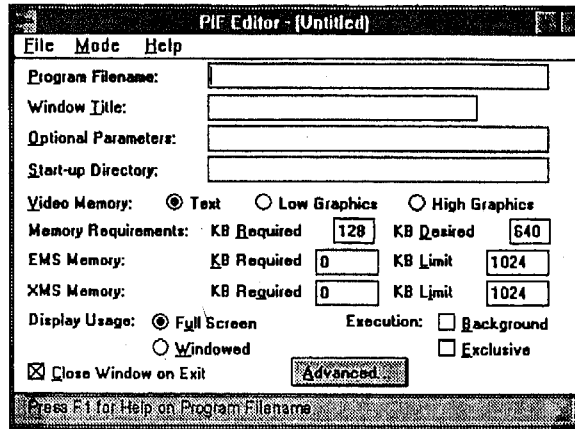 PIF Editor - (Untitled)
File Mode Help
Program Filename:
Window Title:
Optional Parameters:
Start-up Directory:
Video Memory: Text Low Graphics High Graphics
Memory Requirements: KB Required 128 KB Desired 640
EMS Memory: KB Required 0 KB Limit 1024
XMS Memory: KB Required 0 KB Limit 1024
Display Usage: Full Screen Execution: Background
Windowed Exclusive
Close Window on Exit Advanced...
Press F1 for Help on Program Filename